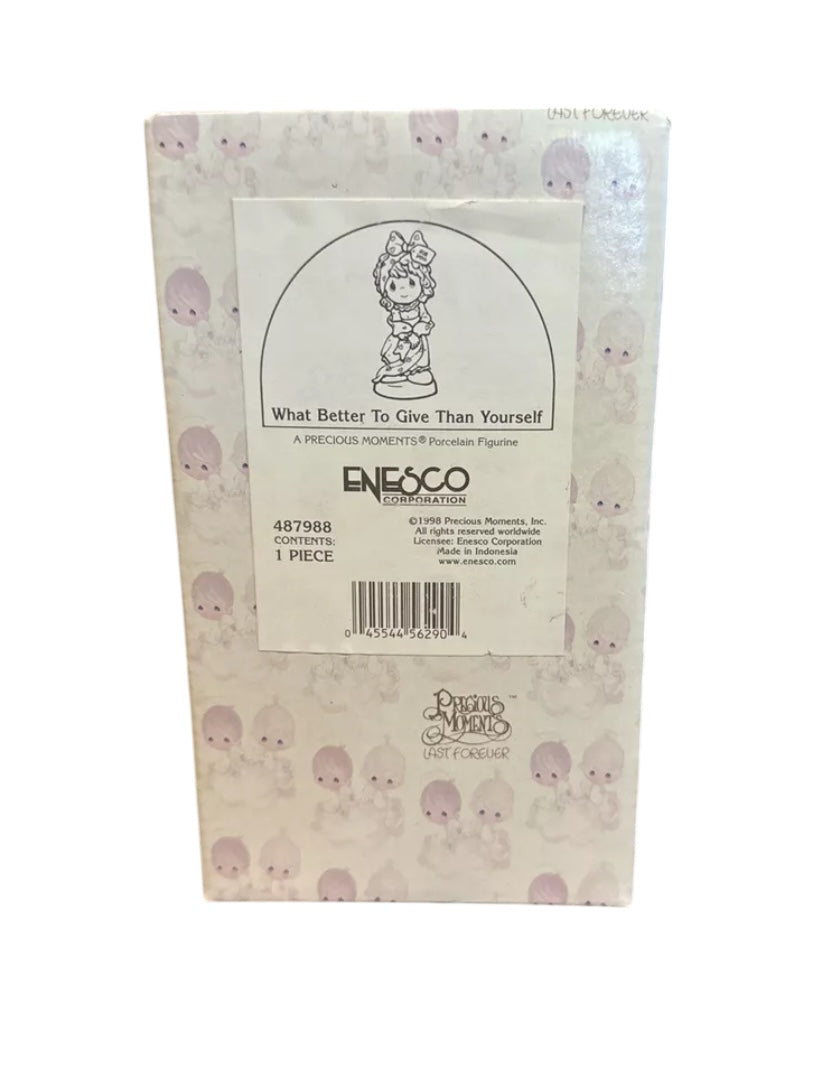 LAST FOREVER
FOR YOU
What Better To Give Than Yourself
A PRECIOUS MOMENTS® Porcelain Figurine
ENESCO
CORPORATION
487988
CONTENTS:
1 PIECE
©1998 Precious Moments, Inc.
All rights reserved worldwide
Licensee: Enesco Corporation
Made in Indonesia
www.enesco.com
0 45544 56290 4
PRECIOUS MOMENTS™
LAST FOREVER